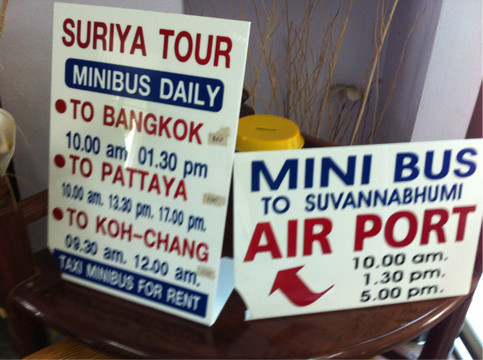 SURIYA TOUR
MINIBUS DAILY
TO BANGKOK
10.00 am 01.30 pm
TO PATTAYA
10.00 am. 13.30 pm. 17.00 pm.
TO KOH-CHANG
09.30 am. 12.00 am.
TAXI MINIBUS FOR RENT
MINI BUS
TO SUVANNABHUMI
AIR PORT
10.00 am.
1.30 pm.
5.00 pm.